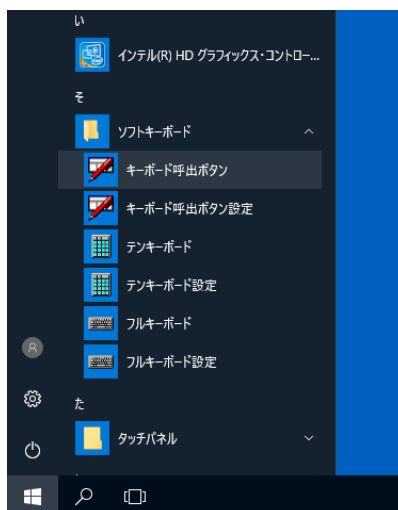 い
インテル(R) HD グラフィックス・コントロー...
そ
ソフトキーボード
キーボード呼出ボタン
キーボード呼出ボタン設定
テンキーボード
テンキーボード設定
フルキーボード
フルキーボード設定
た
タッチパネル